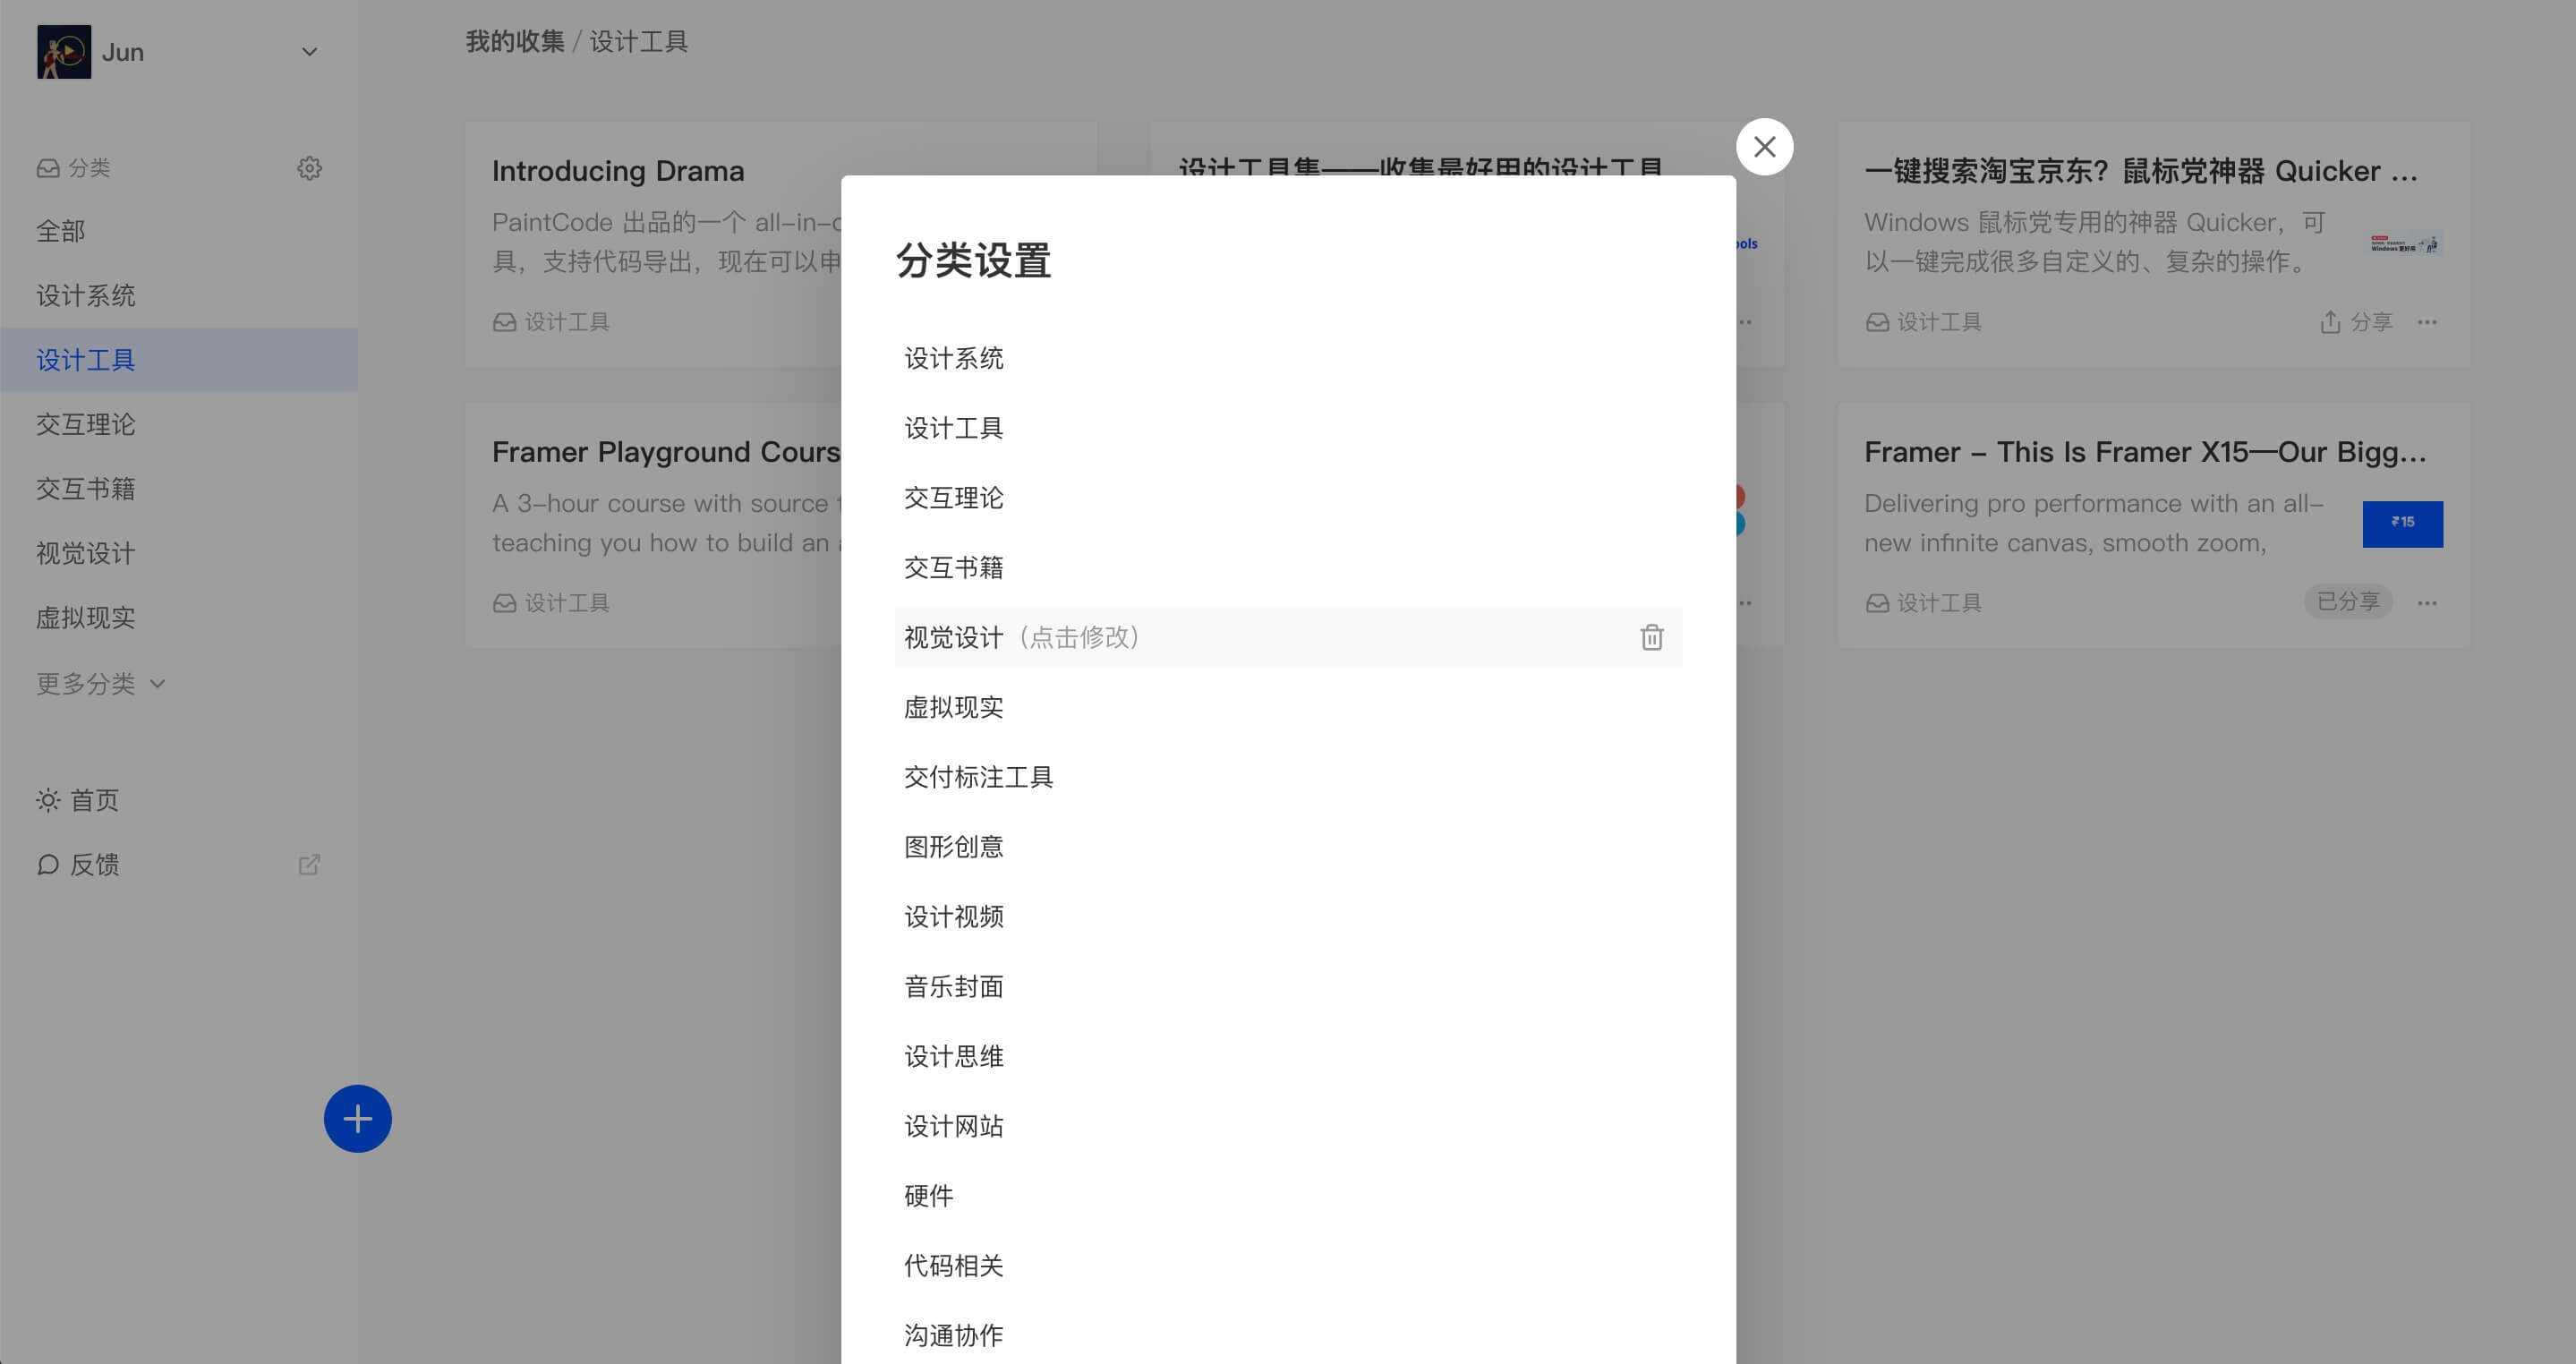 Jun
分类
全部
设计系统
设计工具
交互理论
交互书籍
视觉设计
虚拟现实
更多分类
首页
反馈
我的收集 / 设计工具
Introducing Drama
PaintCode 出品的一个 all-in-
具，支持代码导出，现在可以申
设计工具
设计工具集——收集最好用的设计工具
ols
一键搜索淘宝京东？鼠标党神器 Quicker ...
Windows 鼠标党专用的神器 Quicker，可
以一键完成很多自定义的、复杂的操作。
设计工具
分享
Framer Playground Cours
A 3-hour course with source
teaching you how to build an
设计工具
Framer - This Is Framer X15—Our Bigg...
Delivering pro performance with an all-
new infinite canvas, smooth zoom,
15
设计工具
已分享
分类设置
设计系统
设计工具
交互理论
交互书籍
视觉设计（点击修改）
虚拟现实
交付标注工具
图形创意
设计视频
音乐封面
设计思维
设计网站
硬件
代码相关
沟通协作